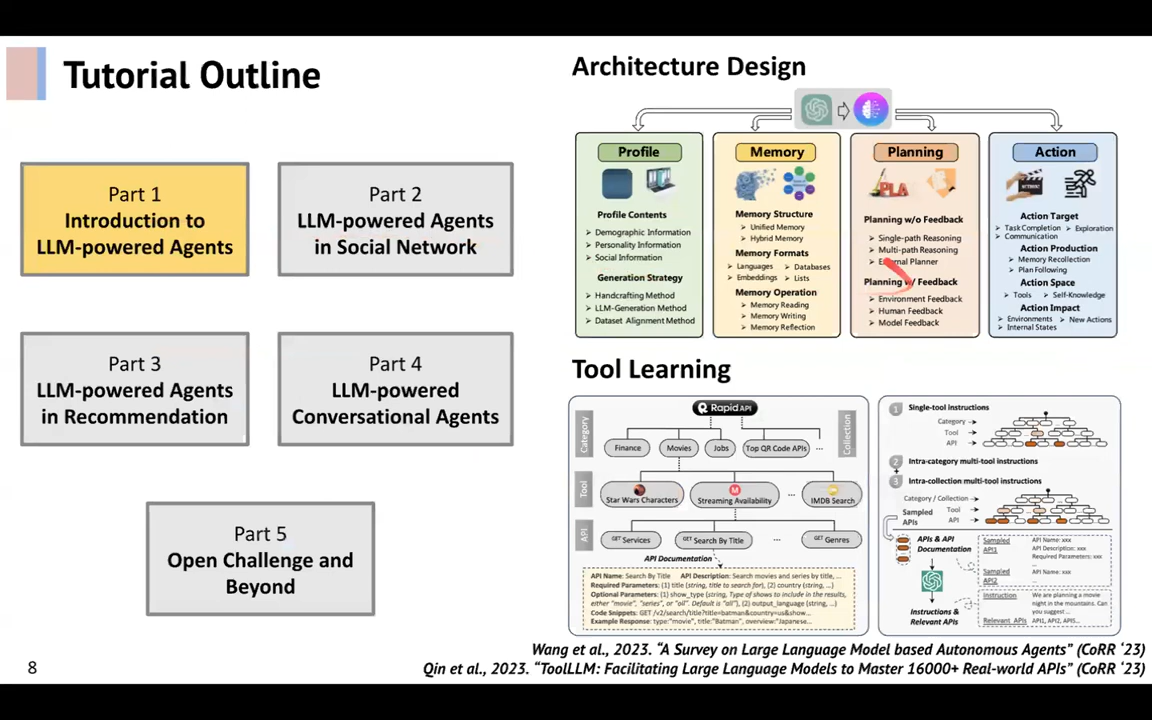 Tutorial Outline
Part 1
Introduction to
LLM-powered Agents
Part 2
LLM-powered Agents
in Social Network
Part 3
LLM-powered Agents
in Recommendation
Part 4
LLM-powered
Conversational Agents
Part 5
Open Challenge and
Beyond
8
Architecture Design
Profile
Profile Contents
➢ Demographic Information
➢ Personality Information
➢ Social Information
Generation Strategy
➢ Handcrafting Method
➢ LLM-Generation Method
➢ Dataset Alignment Method
Memory
Memory Structure
➢ Unified Memory
➢ Hybrid Memory
Memory Formats
➢ Languages ➢ Databases
➢ Embeddings ➢ Lists
Memory Operation
➢ Memory Reading
➢ Memory Writing
➢ Memory Reflection
Planning
Planning w/o Feedback
➢ Single-path Reasoning
➢ Multi-path Reasoning
➢ External Planner
Planning w/ Feedback
➢ Environment Feedback
➢ Human Feedback
➢ Model Feedback
Action
Action Target
➢ Task Completion ➢ Exploration
➢ Communication
Action Production
➢ Memory Recollection
➢ Plan Following
Action Space
➢ Tools ➢ Self-Knowledge
Action Impact
➢ Environments ➢ New Actions
➢ Internal States
Tool Learning
Rapid API
Category
Collection
Finance Movies Jobs Top QR Code APIs ...
Tool
Star Wars Characters Streaming Availability ... IMDB Search
API
GET Services GET Search By Title ... GET Genres
API Documentation
API Name: Search By Title API Description: Search movies and series by title, ...
Required Parameters: (1) title (string, title to search for), (2) country (string, ...)
Optional Parameters: (1) show_type (string, Type of shows to include in the results,
either "movie", "series", or "all". Default is "all"), (2) output_language (string, ...)
Code Snippets: GET /v2/search/title?title=batman&country=us&show...
Example Response: type:"movie", title:"Batman", overview:"Japanese...
1 Single-tool instructions
Category
Tool
API
2 Intra-category multi-tool instructions
3 Intra-collection multi-tool instructions
Category / Collection
Tool
API
Sampled
APIs
APIs & API
Documentation
Instructions &
Relevant APIs
Sampled
API1
API Name: xxx
API Description: xxx
Required Parameters: xxx
...
Sampled
API2
API Name: xxx
...
Instruction
We are planning a movie
night in the mountains. Can
you suggest ...
Relevant APIs
API1, API2, API5...
Wang et al., 2023. “A Survey on Large Language Model based Autonomous Agents” (CoRR ‘23)
Qin et al., 2023. “ToolLLM: Facilitating Large Language Models to Master 16000+ Real-world APIs” (CoRR ‘23)